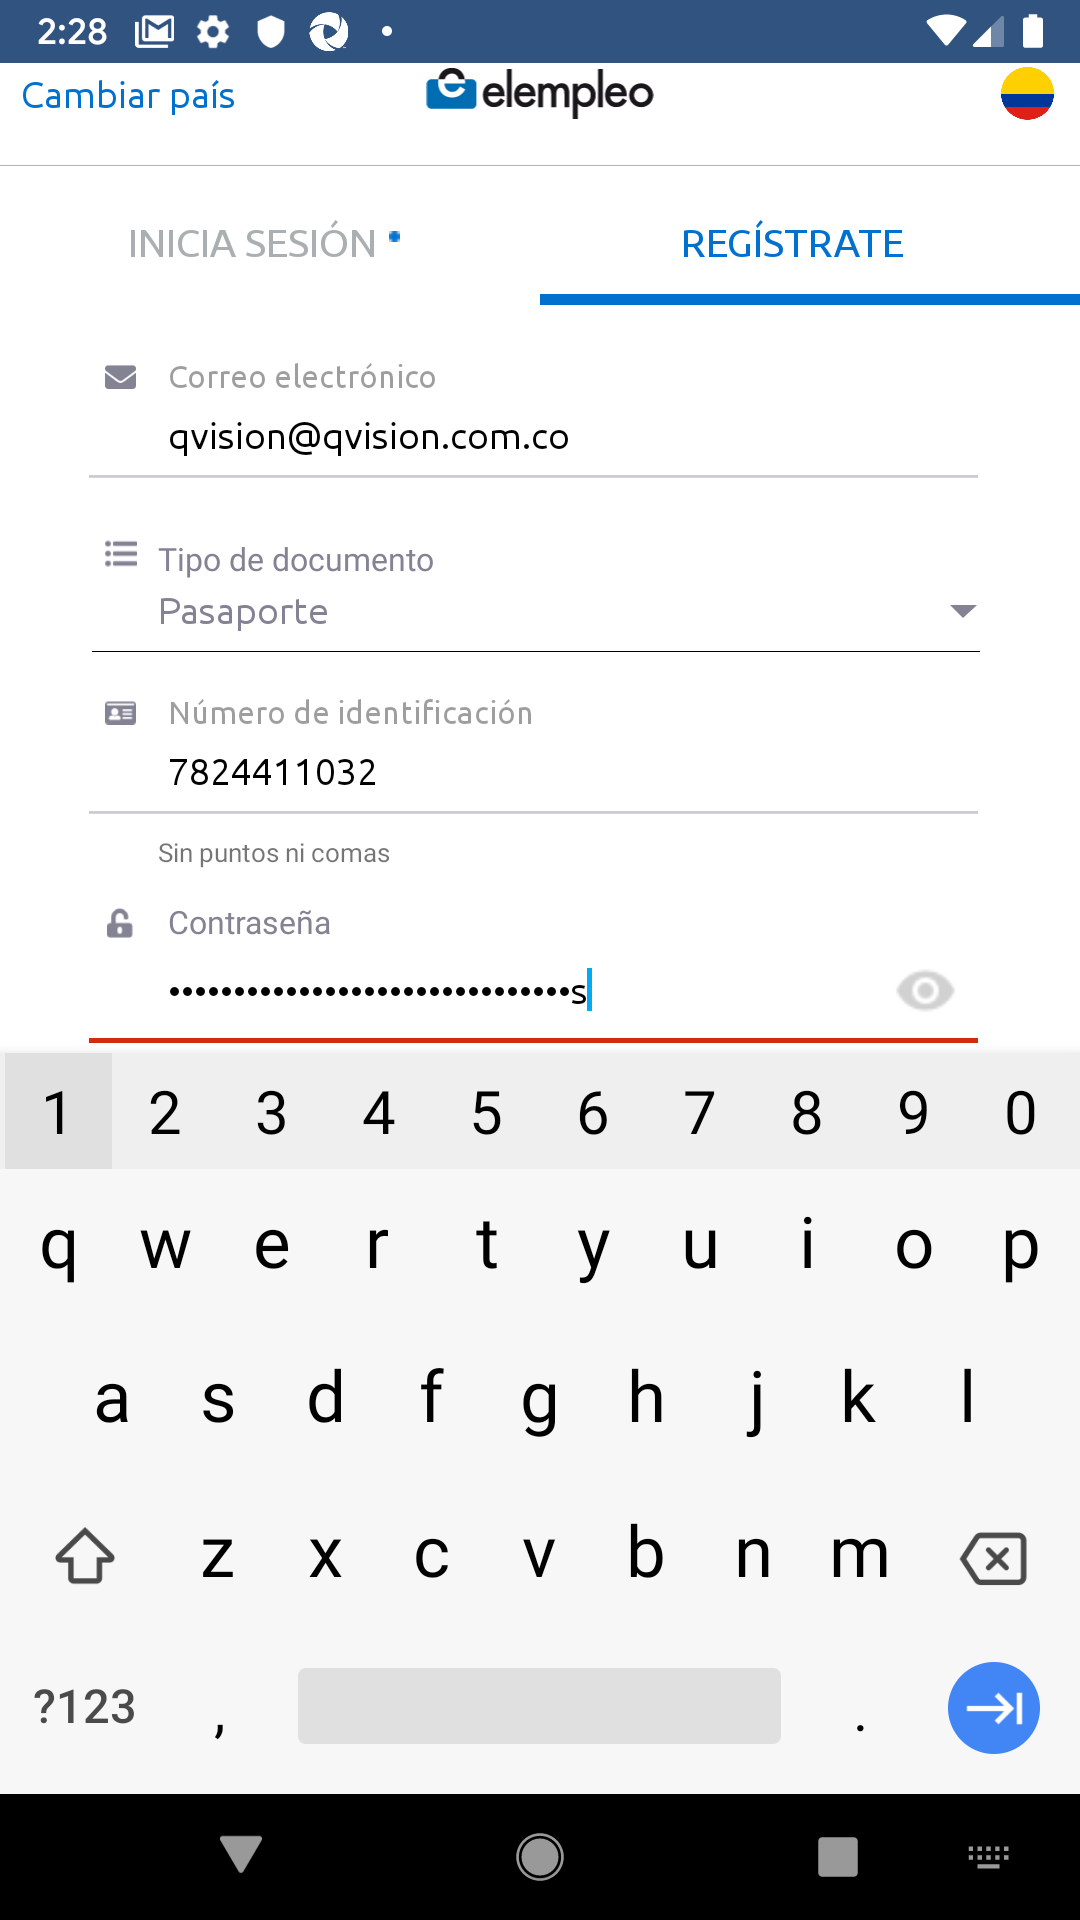 2:28
Cambiar país
elempleo
INICIA SESIÓN
REGÍSTRATE
Correo electrónico
qvision@qvision.com.co
Tipo de documento
Pasaporte
Número de identificación
7824411032
Sin puntos ni comas
Contraseña
•••••••••••••••••••••••••••••••s
1 2 3 4 5 6 7 8 9 0
q w e r t y u i o p
a s d f g h j k l
z x c v b n m
?123 , .